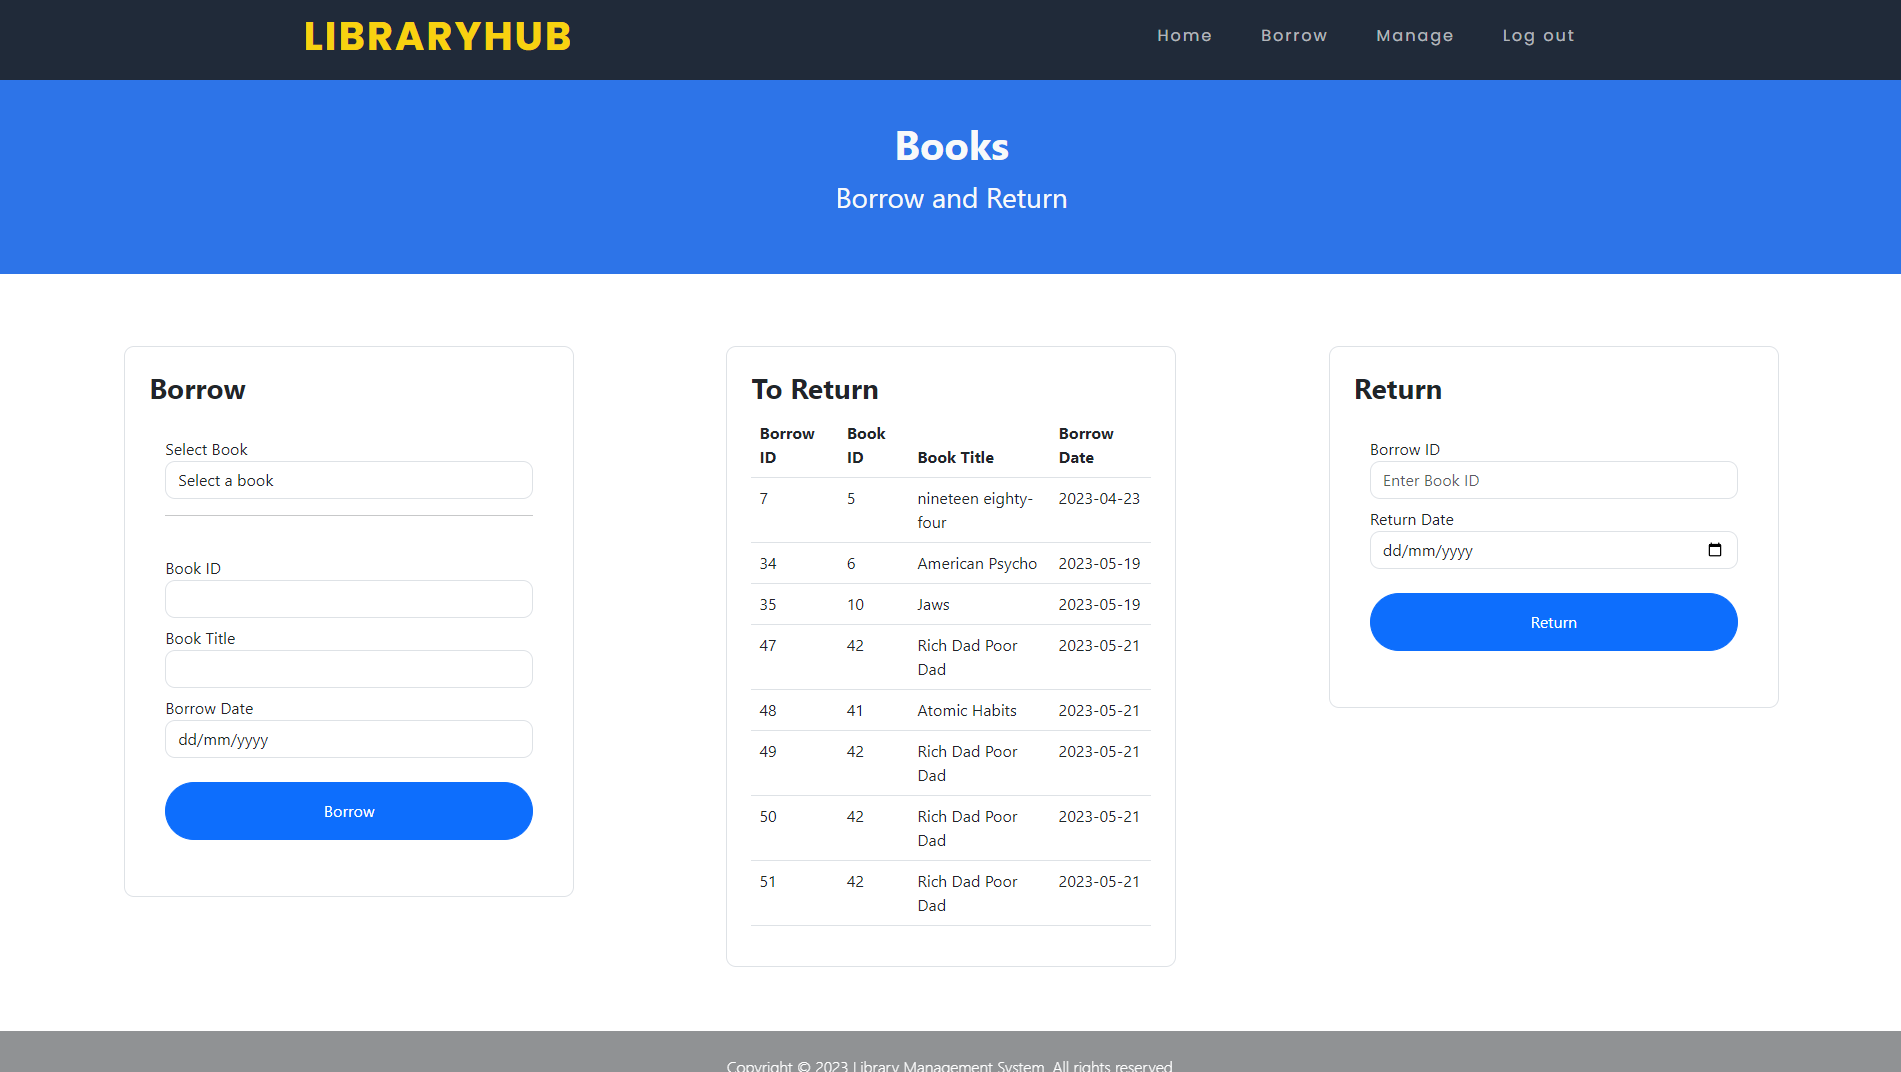 LIBRARYHUB
Home Borrow Manage Log out
Books
Borrow and Return
Borrow
Select Book
Select a book
Book ID
Book Title
Borrow Date
dd/mm/yyyy
Borrow
To Return
Borrow ID Book ID Book Title Borrow Date
7 5 nineteen eighty-four 2023-04-23
34 6 American Psycho 2023-05-19
35 10 Jaws 2023-05-19
47 42 Rich Dad Poor Dad 2023-05-21
48 41 Atomic Habits 2023-05-21
49 42 Rich Dad Poor Dad 2023-05-21
50 42 Rich Dad Poor Dad 2023-05-21
51 42 Rich Dad Poor Dad 2023-05-21
Return
Borrow ID
Enter Book ID
Return Date
dd/mm/yyyy
Return
Copyright © 2023 Library Management System. All rights reserved